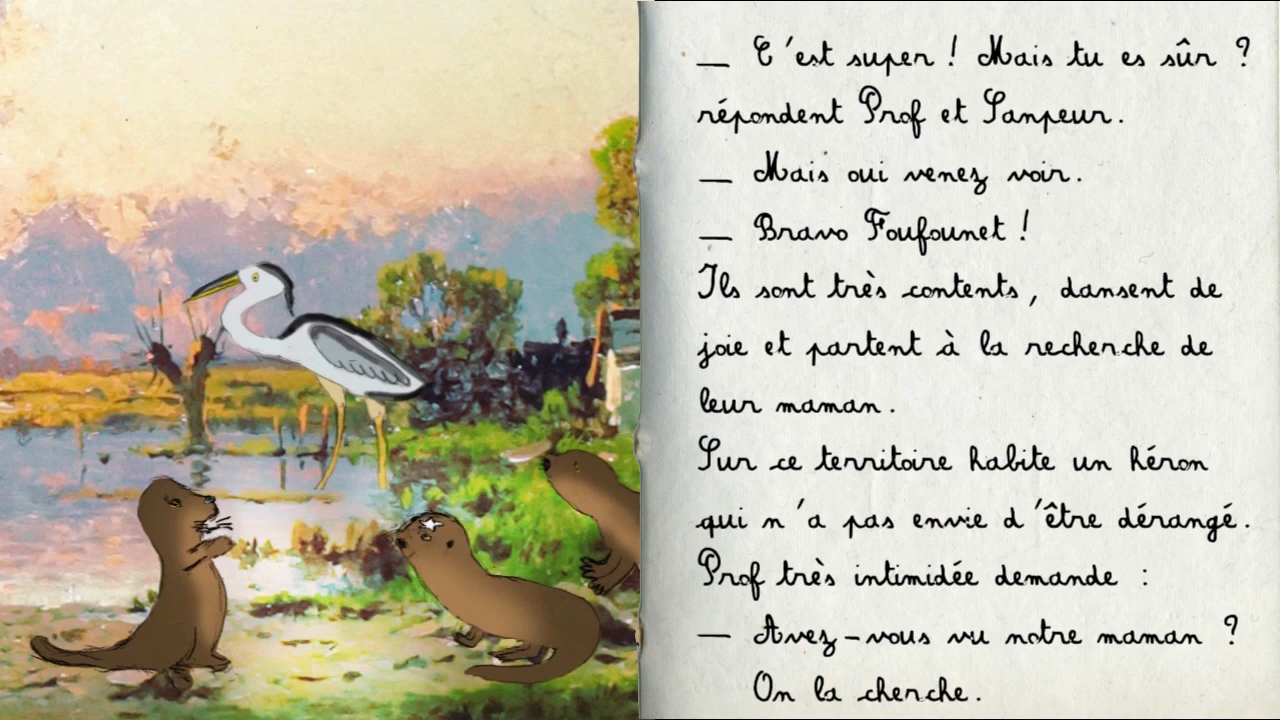 _ C'est super ! Mais tu es sûr ?
répondent Prof et Sanpeur.
_ Mais oui venez voir.
_ Bravo Foufounet !
Ils sont très contents, dansent de
joie et partent à la recherche de
leur maman.
Sur ce territoire habite un héron
qui n'a pas envie d'être dérangé.
Prof très intimidée demande :
_ Avez-vous vu notre maman ?
On la cherche.